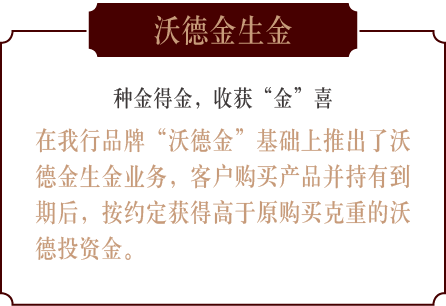 沃德金生金
种金得金，收获“金”喜
在我行品牌“沃德金”基础上推出了沃
德金生金业务，客户购买产品并持有到
期后，按约定获得高于原购买克重的沃
德投资金。